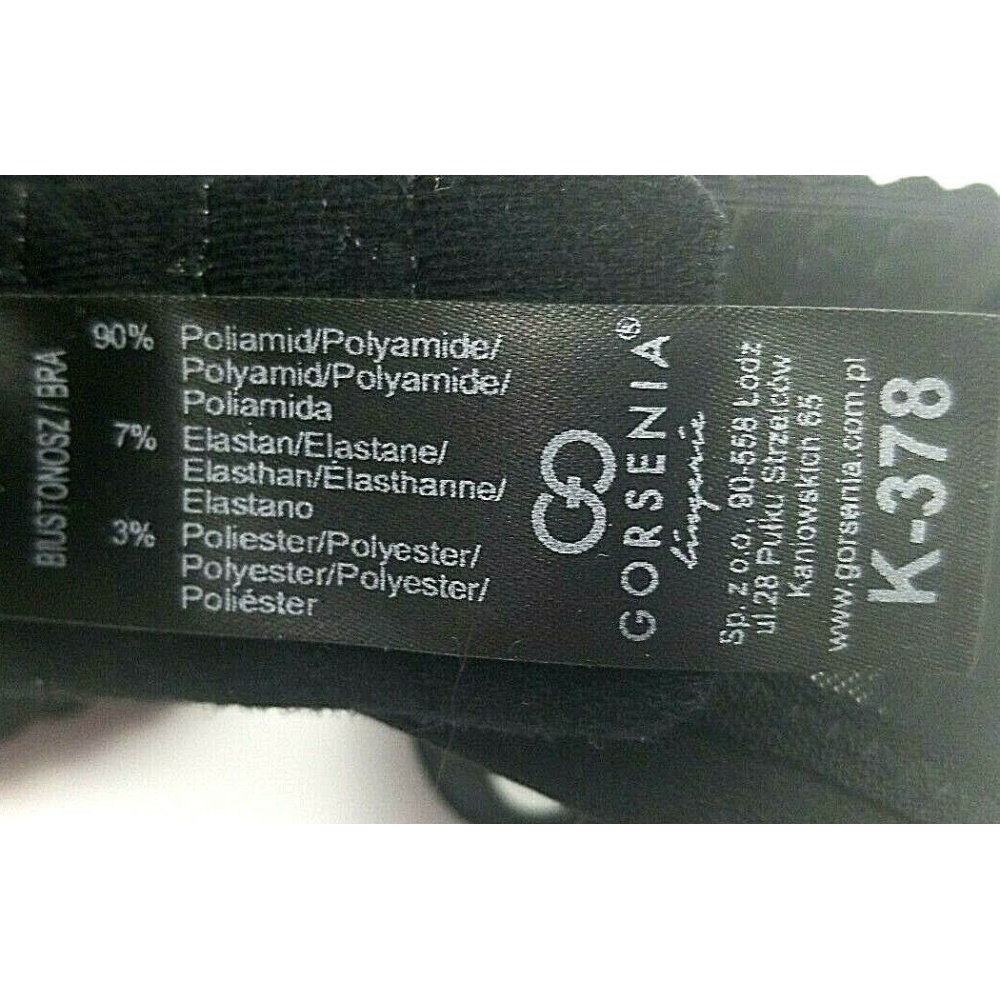 BIUSTONOSZ / BRA
90% Poliamid/Polyamide/
Polyamid/Polyamide/
Poliamida
7% Elastan/Elastane/
Elasthan/Élasthanne/
Elastano
3% Poliester/Polyester/
Polyester/Polyester/
Poliéster
GORSENIA®
lingerie
Sp. z o.o., 90-558 Łódź
ul.28 Pułku Strzelców
Kaniowskich 65
www.gorsenia.com.pl
K-378